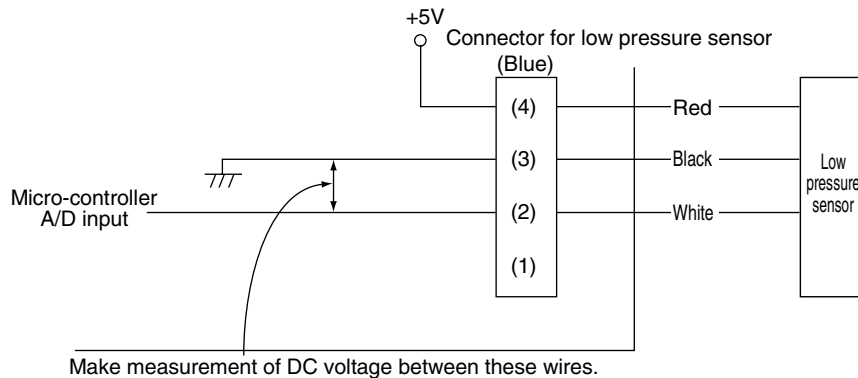 +5V
Connector for low pressure sensor
(Blue)
(4)
Red
(3)
Black
Low
pressure
sensor
Micro-controller
A/D input
(2)
White
(1)
Make measurement of DC voltage between these wires.